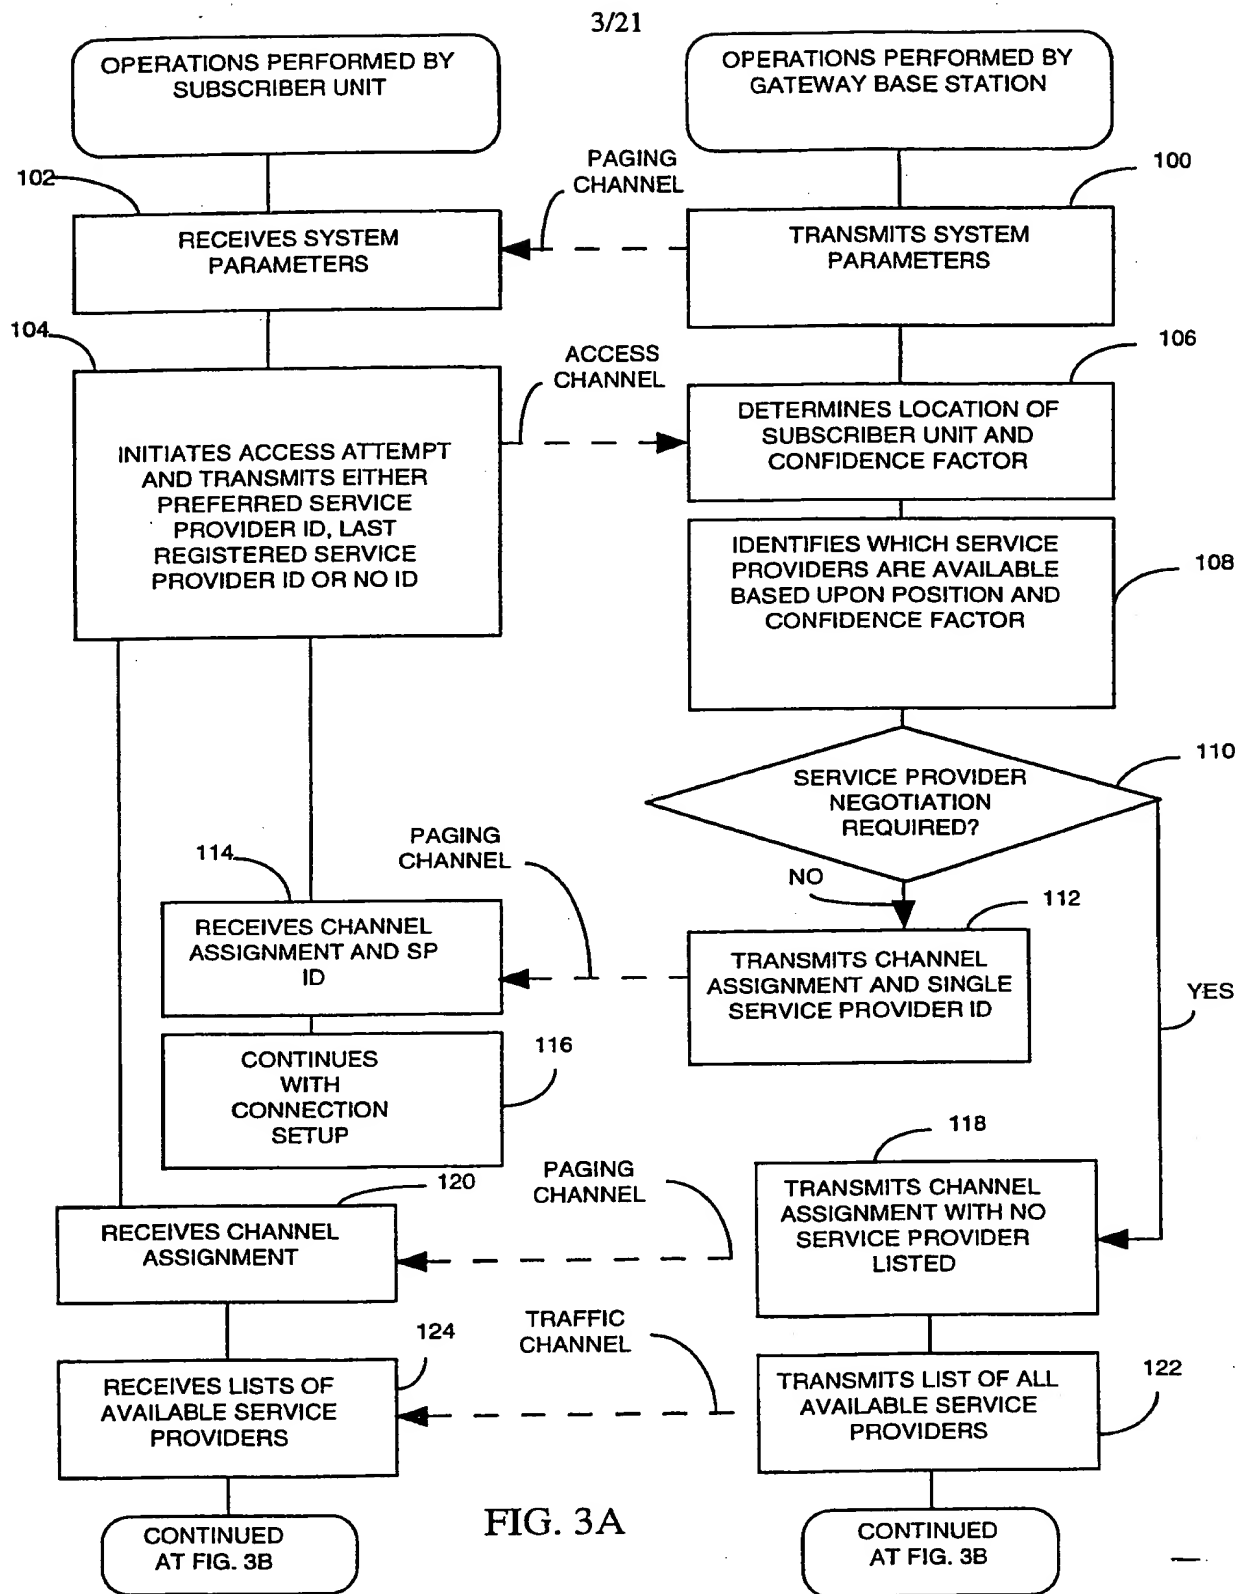 3/21
OPERATIONS PERFORMED BY
SUBSCRIBER UNIT
OPERATIONS PERFORMED BY
GATEWAY BASE STATION
PAGING
CHANNEL
102
100
RECEIVES SYSTEM
PARAMETERS
TRANSMITS SYSTEM
PARAMETERS
104
ACCESS
CHANNEL
106
INITIATES ACCESS ATTEMPT
AND TRANSMITS EITHER
PREFERRED SERVICE
PROVIDER ID, LAST
REGISTERED SERVICE
PROVIDER ID OR NO ID
DETERMINES LOCATION OF
SUBSCRIBER UNIT AND
CONFIDENCE FACTOR
IDENTIFIES WHICH SERVICE
PROVIDERS ARE AVAILABLE
BASED UPON POSITION AND
CONFIDENCE FACTOR
108
SERVICE PROVIDER
NEGOTIATION
REQUIRED?
110
PAGING
CHANNEL
114
NO
112
RECEIVES CHANNEL
ASSIGNMENT AND SP
ID
TRANSMITS CHANNEL
ASSIGNMENT AND SINGLE
SERVICE PROVIDER ID
YES
CONTINUES
WITH
CONNECTION
SETUP
116
118
PAGING
CHANNEL
120
RECEIVES CHANNEL
ASSIGNMENT
TRANSMITS CHANNEL
ASSIGNMENT WITH NO
SERVICE PROVIDER
LISTED
TRAFFIC
CHANNEL
124
RECEIVES LISTS OF
AVAILABLE SERVICE
PROVIDERS
TRANSMITS LIST OF ALL
AVAILABLE SERVICE
PROVIDERS
122
CONTINUED
AT FIG. 3B
FIG. 3A
CONTINUED
AT FIG. 3B